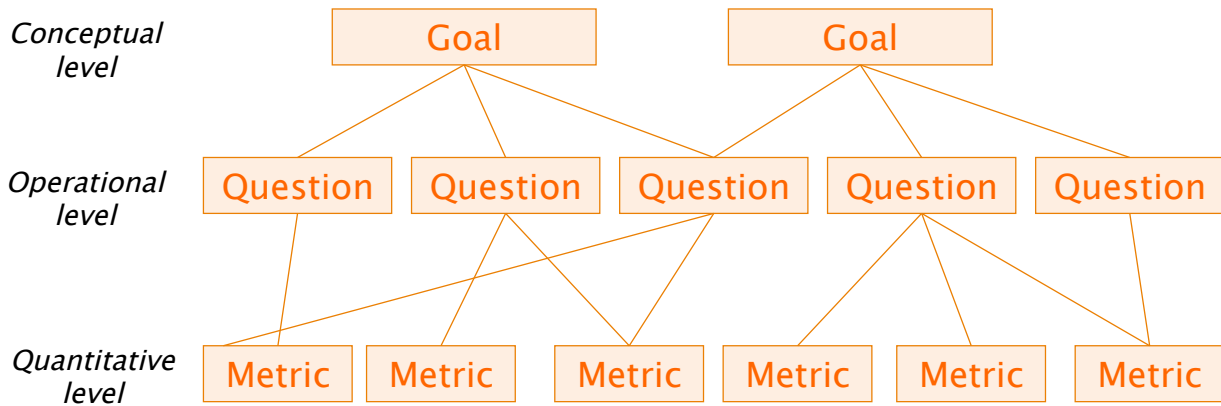 Conceptual
level
Goal Goal
Operational
level
Question Question Question Question Question
Quantitative
level
Metric Metric Metric Metric Metric Metric